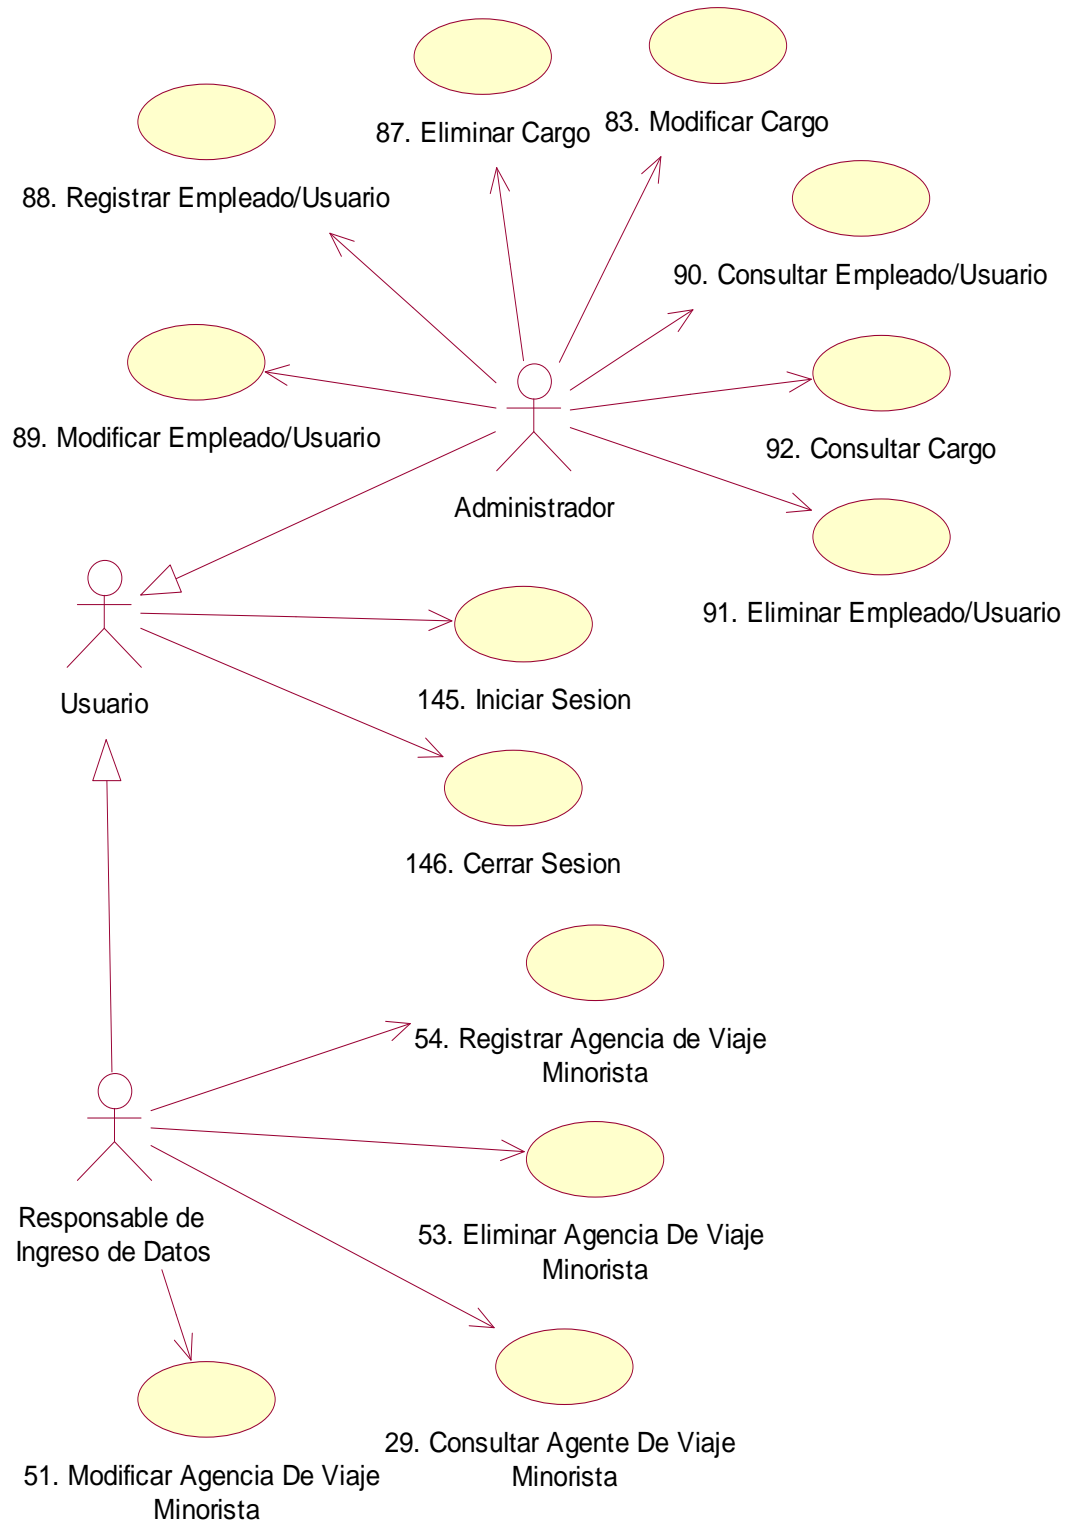 87. Eliminar Cargo
83. Modificar Cargo
88. Registrar Empleado/Usuario
90. Consultar Empleado/Usuario
89. Modificar Empleado/Usuario
92. Consultar Cargo
Administrador
91. Eliminar Empleado/Usuario
Usuario
145. Iniciar Sesion
146. Cerrar Sesion
54. Registrar Agencia de Viaje
Minorista
Responsable de
Ingreso de Datos
53. Eliminar Agencia De Viaje
Minorista
29. Consultar Agente De Viaje
Minorista
51. Modificar Agencia De Viaje
Minorista